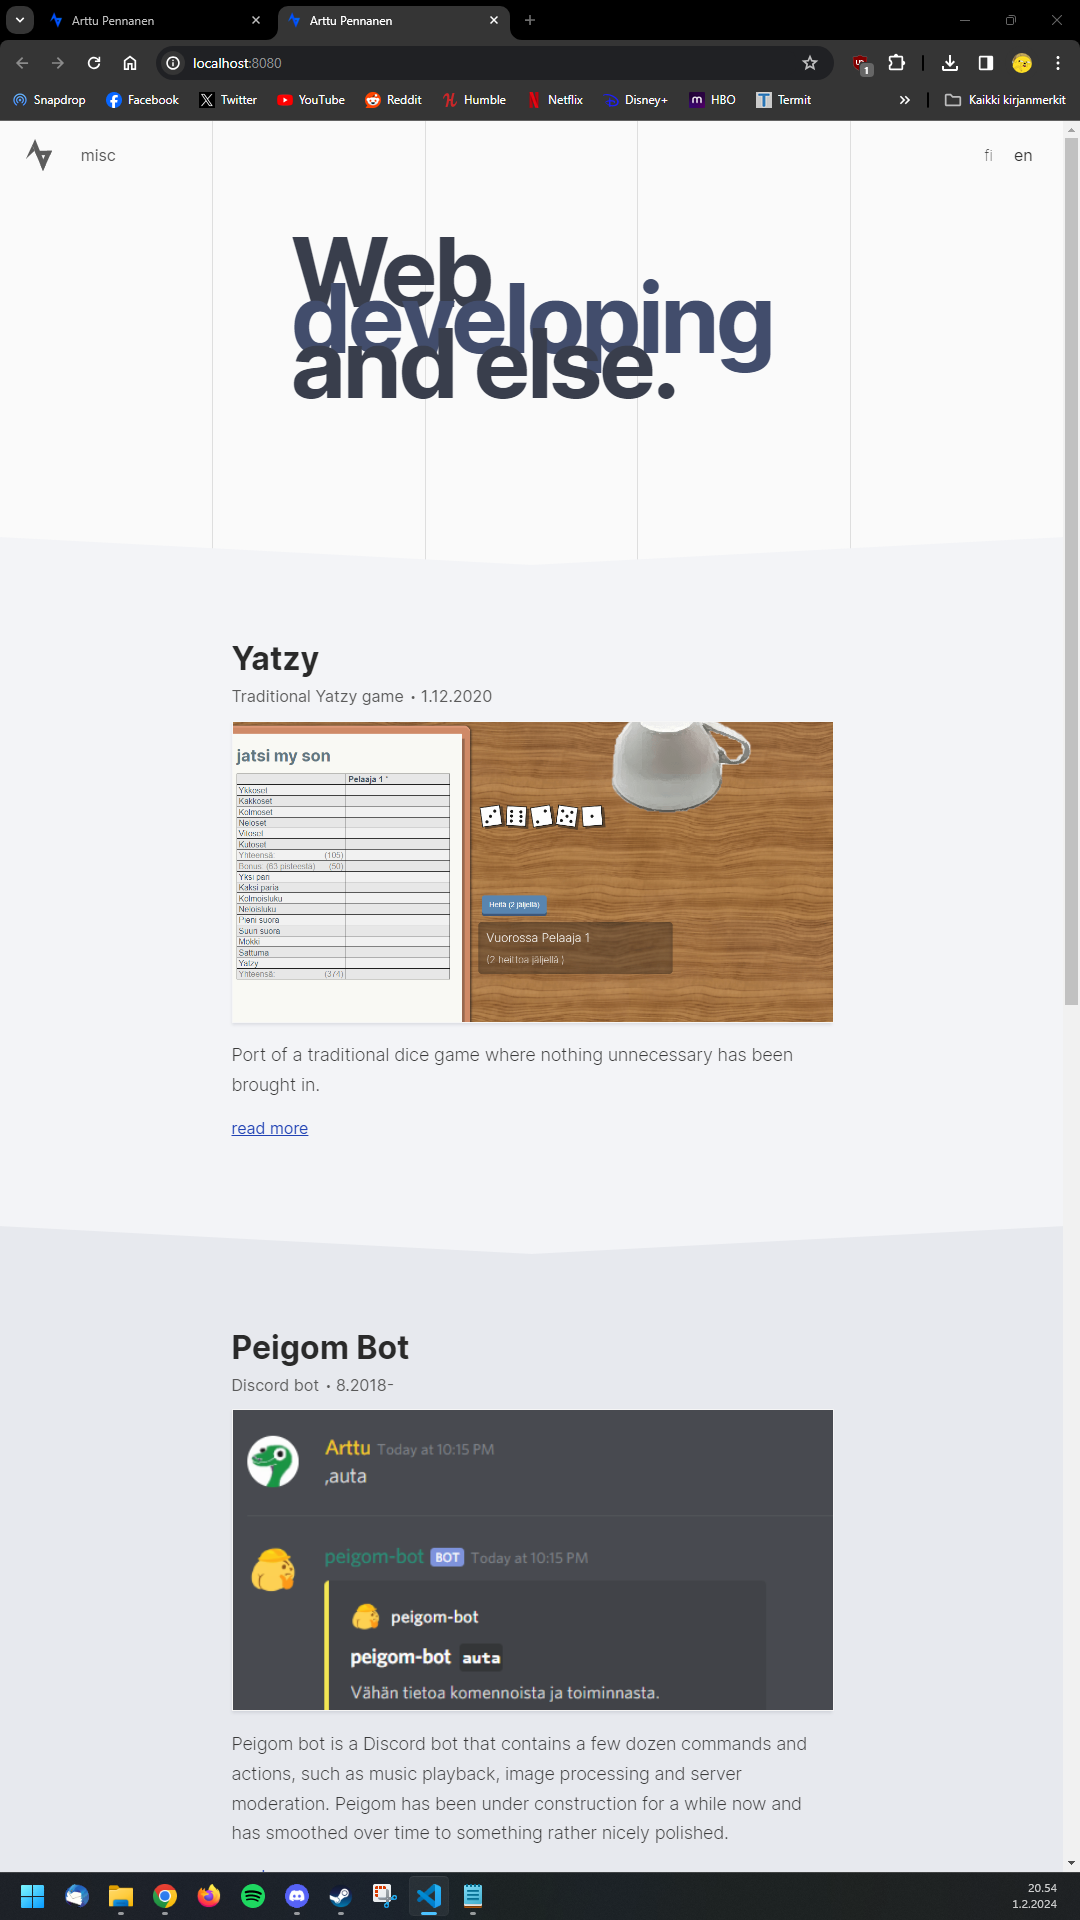 Arttu Pennanen
Arttu Pennanen
localhost:8080
1
Snapdrop
Facebook
Twitter
YouTube
Reddit
Humble
Netflix
Disney+
HBO
Termit
Kaikki kirjanmerkit
misc
fi
en
Web
developing
and else.
Yatzy
Traditional Yatzy game • 1.12.2020
jatsi my son
Pelaaja 1 *
Ykköset
Kakkoset
Kolmoset
Neloset
Vitoset
Kutoset
Yhteensä: (105)
Bonus: (63 pisteestä) (50)
Yksi pari
Kaksi paria
Kolmoisluku
Neloisluku
Pieni suora
Suuri suora
Mökki
Sattuma
Yatzy
Yhteensä: (374)
Heitä (2 jäljellä)
Vuorossa Pelaaja 1
(2 heittoa jäljellä )
Port of a traditional dice game where nothing unnecessary has been
brought in.
read more
Peigom Bot
Discord bot • 8.2018-
Arttu Today at 10:15 PM
,auta
peigom-bot BOT Today at 10:15 PM
peigom-bot
peigom-bot auta
Vähän tietoa komennoista ja toiminnasta.
Peigom bot is a Discord bot that contains a few dozen commands and
actions, such as music playback, image processing and server
moderation. Peigom has been under construction for a while now and
has smoothed over time to something rather nicely polished.
20.54
1.2.2024